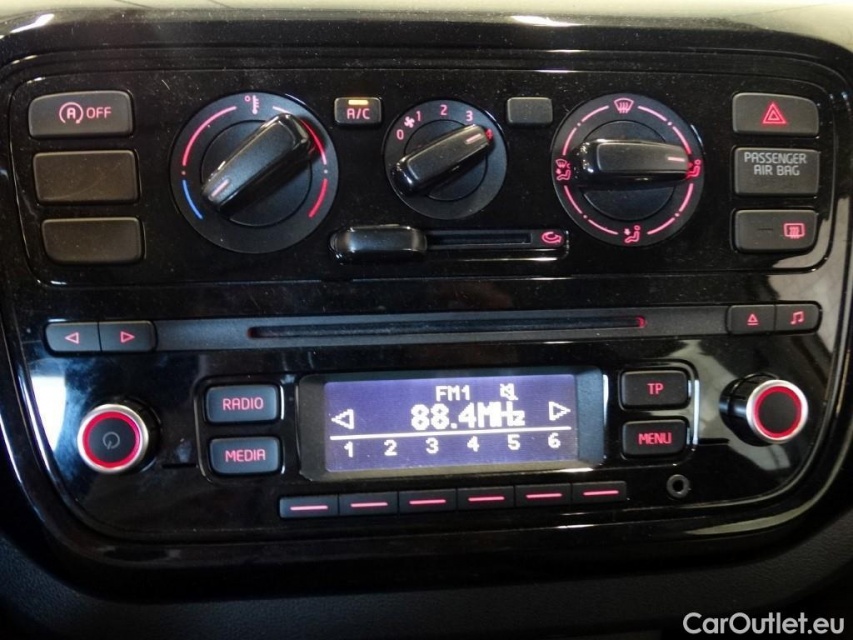 A OFF
A/C
0 1 2 3
PASSENGER
AIR BAG
RADIO
MEDIA
FM1
88.4MHz
1 2 3 4 5 6
TP
MENU
CarOutlet.eu